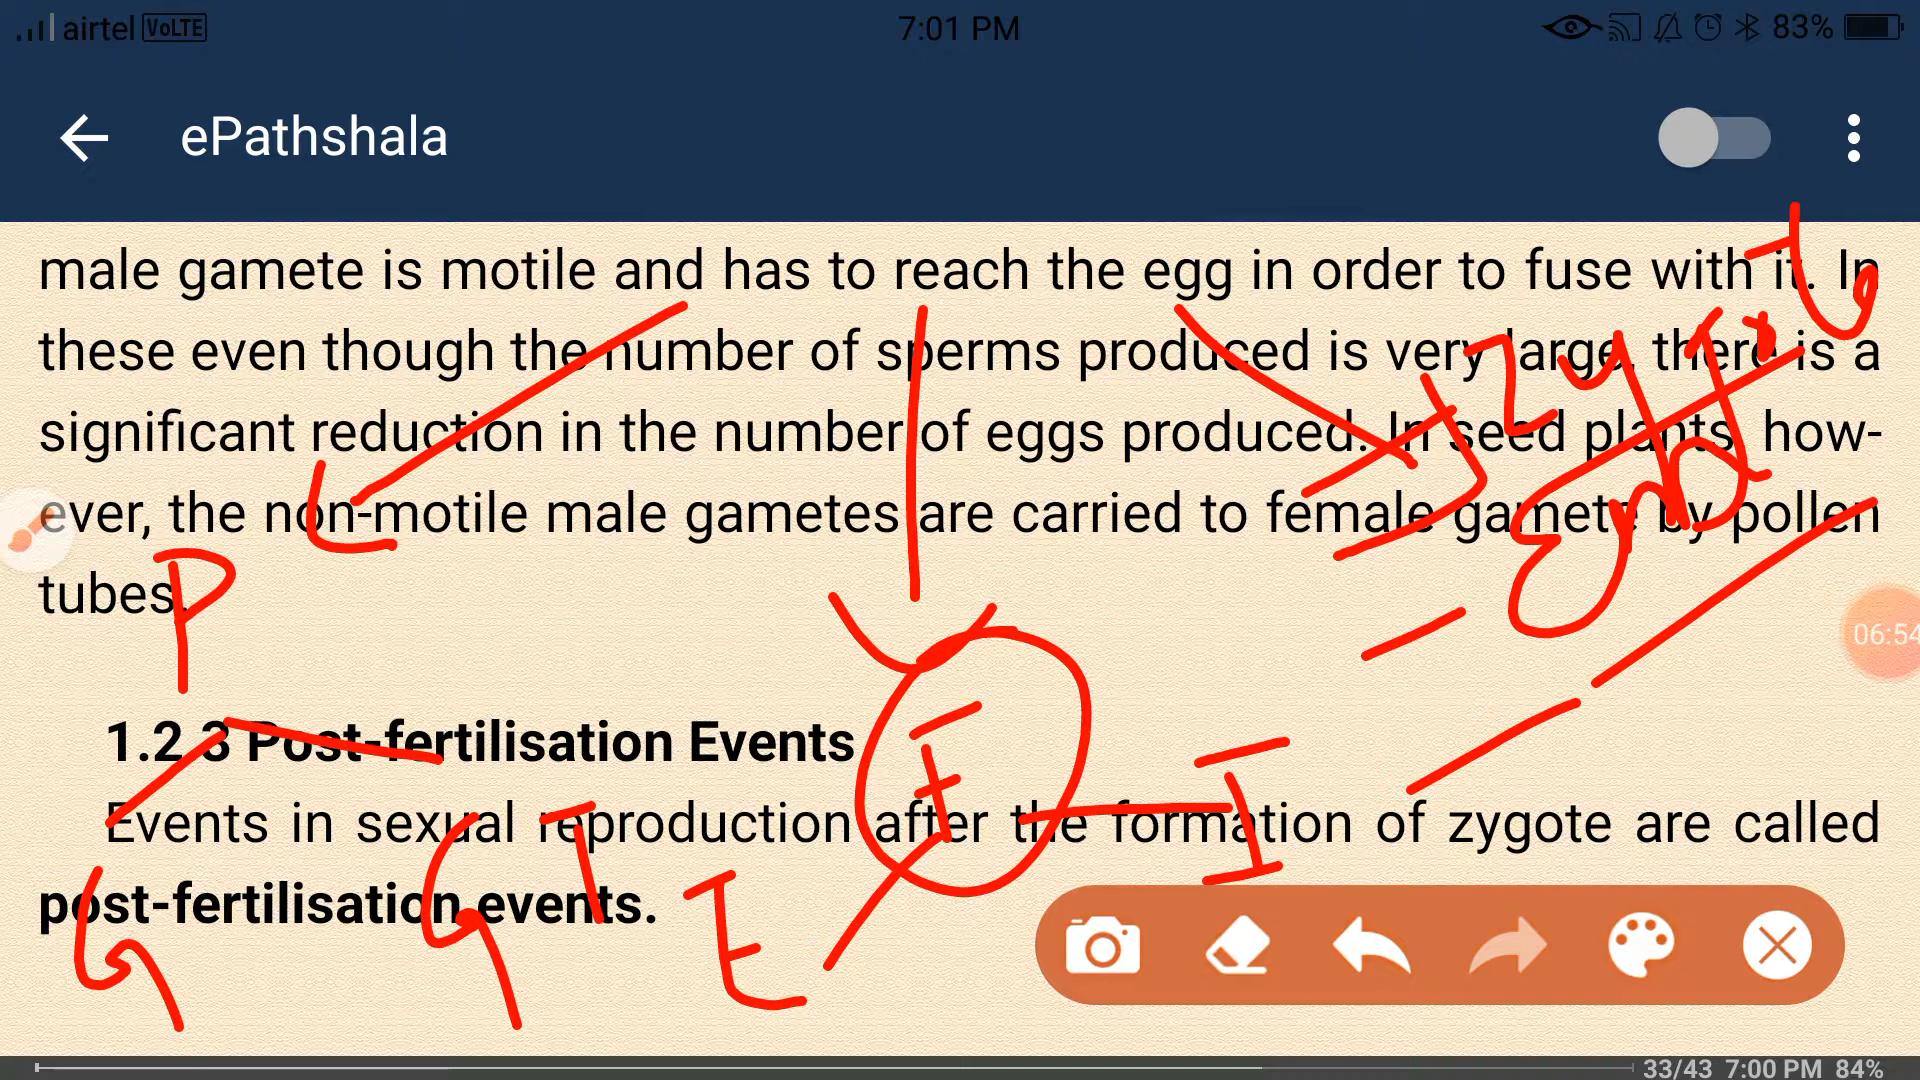 airtel VoLTE 7:01 PM 83%
ePathshala
male gamete is motile and has to reach the egg in order to fuse with it. In
these even though the number of sperms produced is very large, there is a
significant reduction in the number of eggs produced. In seed plants, how-
ever, the non-motile male gametes are carried to female gamete by pollen
tubes.
P
06:54
1.2.3 Post-fertilisation Events
Events in sexual reproduction after the formation of zygote are called
post-fertilisation events.
G GT E F I
33/43 7:00 PM 84%